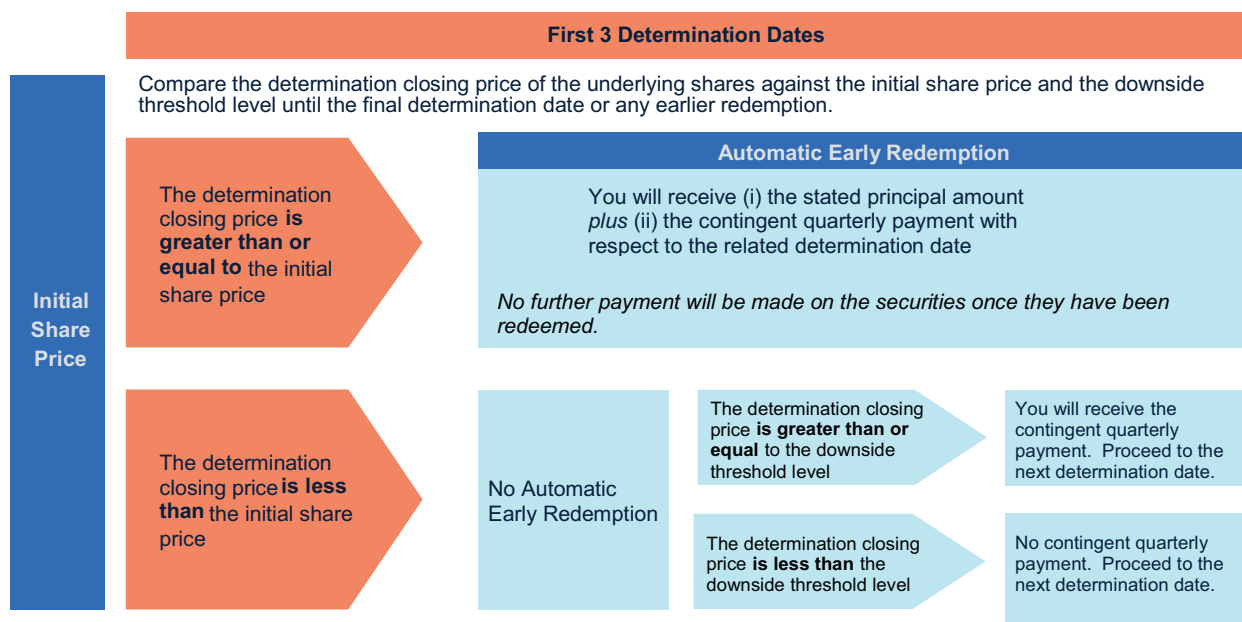 First 3 Determination Dates
Compare the determination closing price of the underlying shares against the initial share price and the downside
threshold level until the final determination date or any earlier redemption.
Initial
Share
Price
The determination
closing price is
greater than or
equal to the initial
share price
Automatic Early Redemption
You will receive (i) the stated principal amount
plus (ii) the contingent quarterly payment with
respect to the related determination date
No further payment will be made on the securities once they have been
redeemed.
The determination
closing price is less
than the initial share
price
No Automatic
Early Redemption
The determination closing
price is greater than or
equal to the downside
threshold level
You will receive the
contingent quarterly
payment. Proceed to the
next determination date.
The determination closing
price is less than the
downside threshold level
No contingent quarterly
payment. Proceed to the
next determination date.